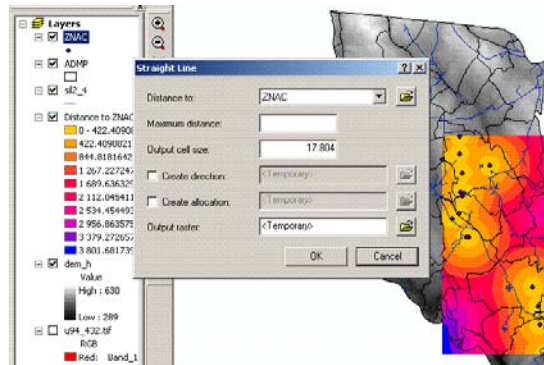 Layers
ZNAC
ADMP
sil2_4
Distance to ZNAC
0 - 422.40908
422.4090821
844.8181642
1 267.227247
1 689.636329
2 112.045411
2 534.454493
2 956.863575
3 379.272657
3 801.681739
dem_h
Value
High : 630
Low : 289
u94_432.tif
RGB
Red: Band_1
Straight Line
Distance to:
ZNAC
Maximum distance:
Output cell size:
17.804
Create direction:
<Temporary>
Create allocation:
<Temporary>
Output raster:
<Temporary>
OK
Cancel